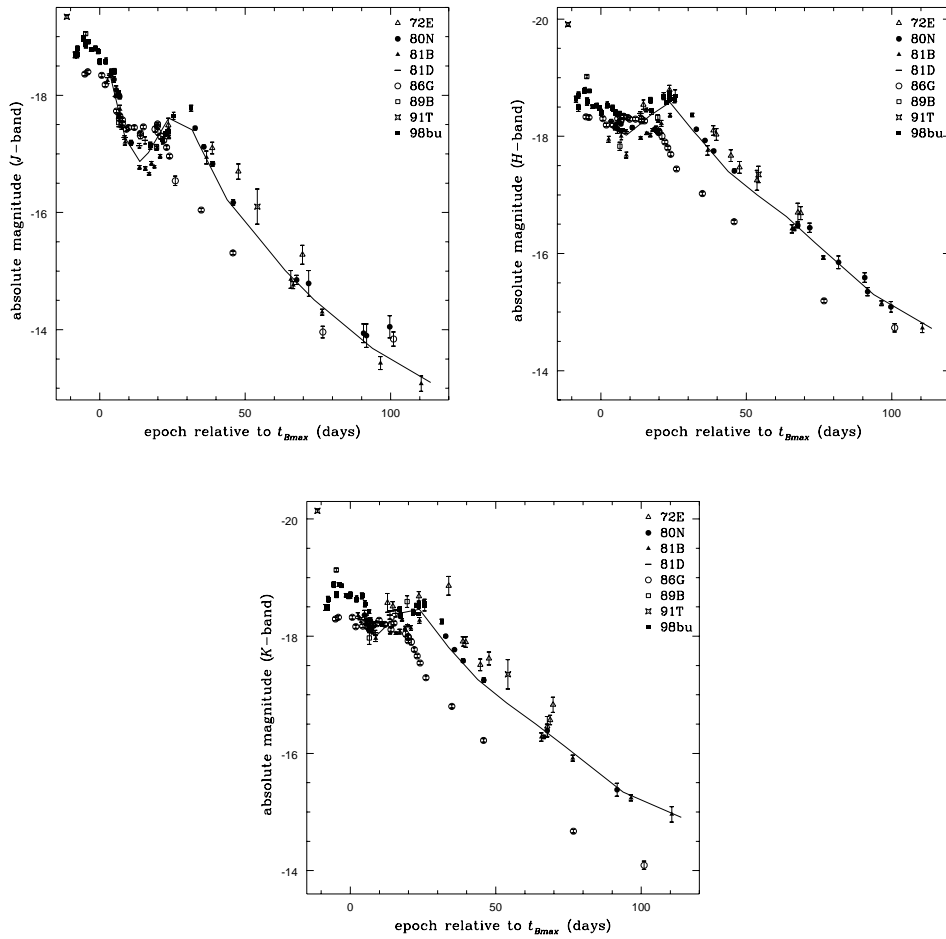 72E
80N
81B
81D
86G
89B
91T
98bu
-18
-16
-14
absolute magnitude (J-band)
0 50 100
epoch relative to tBmax (days)
-20
-18
-16
-14
absolute magnitude (H-band)
72E
80N
81B
81D
86G
89B
91T
98bu
0 50 100
epoch relative to tBmax (days)
-20
-18
-16
-14
absolute magnitude (K-band)
72E
80N
81B
81D
86G
89B
91T
98bu
0 50 100
epoch relative to tBmax (days)